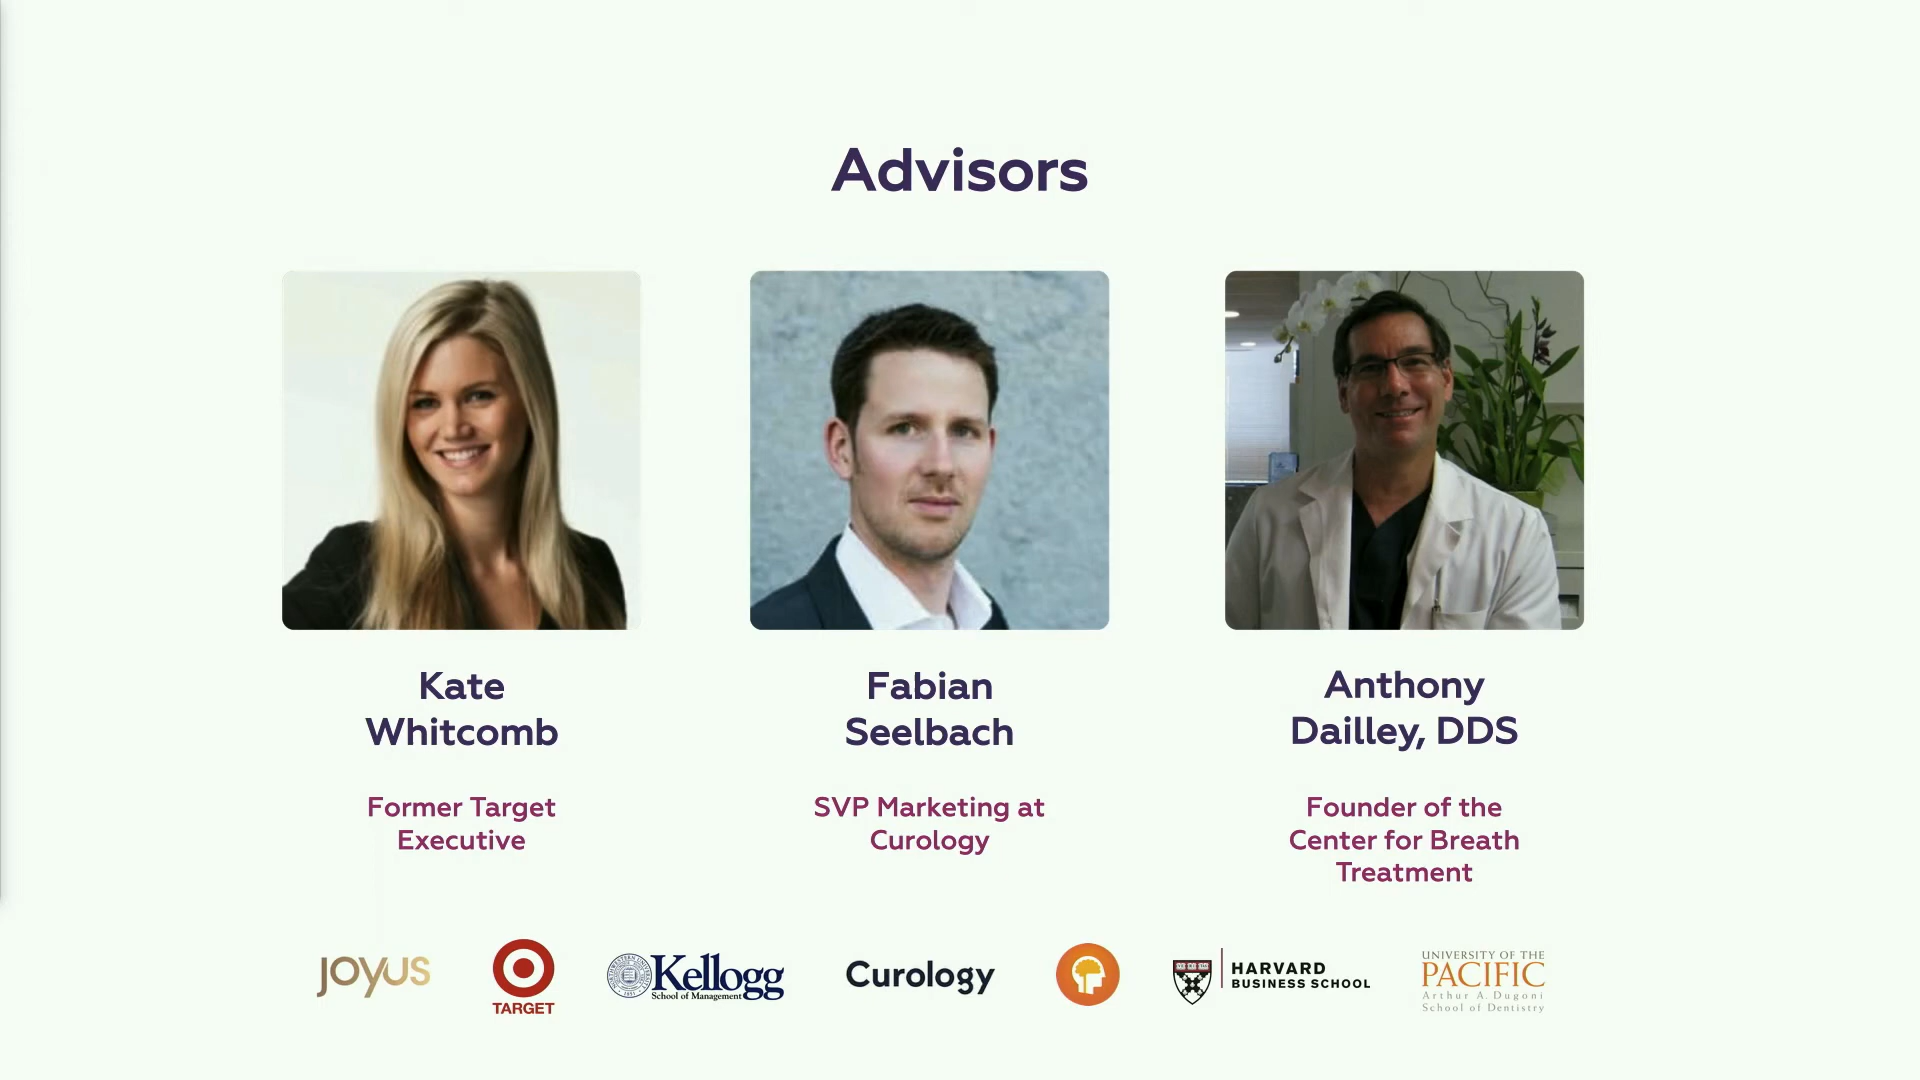 Advisors
Kate
Whitcomb
Former Target
Executive
Fabian
Seelbach
SVP Marketing at
Curology
Anthony
Dailley, DDS
Founder of the
Center for Breath
Treatment
JOYUS
TARGET
Kellogg
School of Management
Curology
HARVARD
BUSINESS SCHOOL
UNIVERSITY OF THE
PACIFIC
Arthur A. Dugoni
School of Dentistry